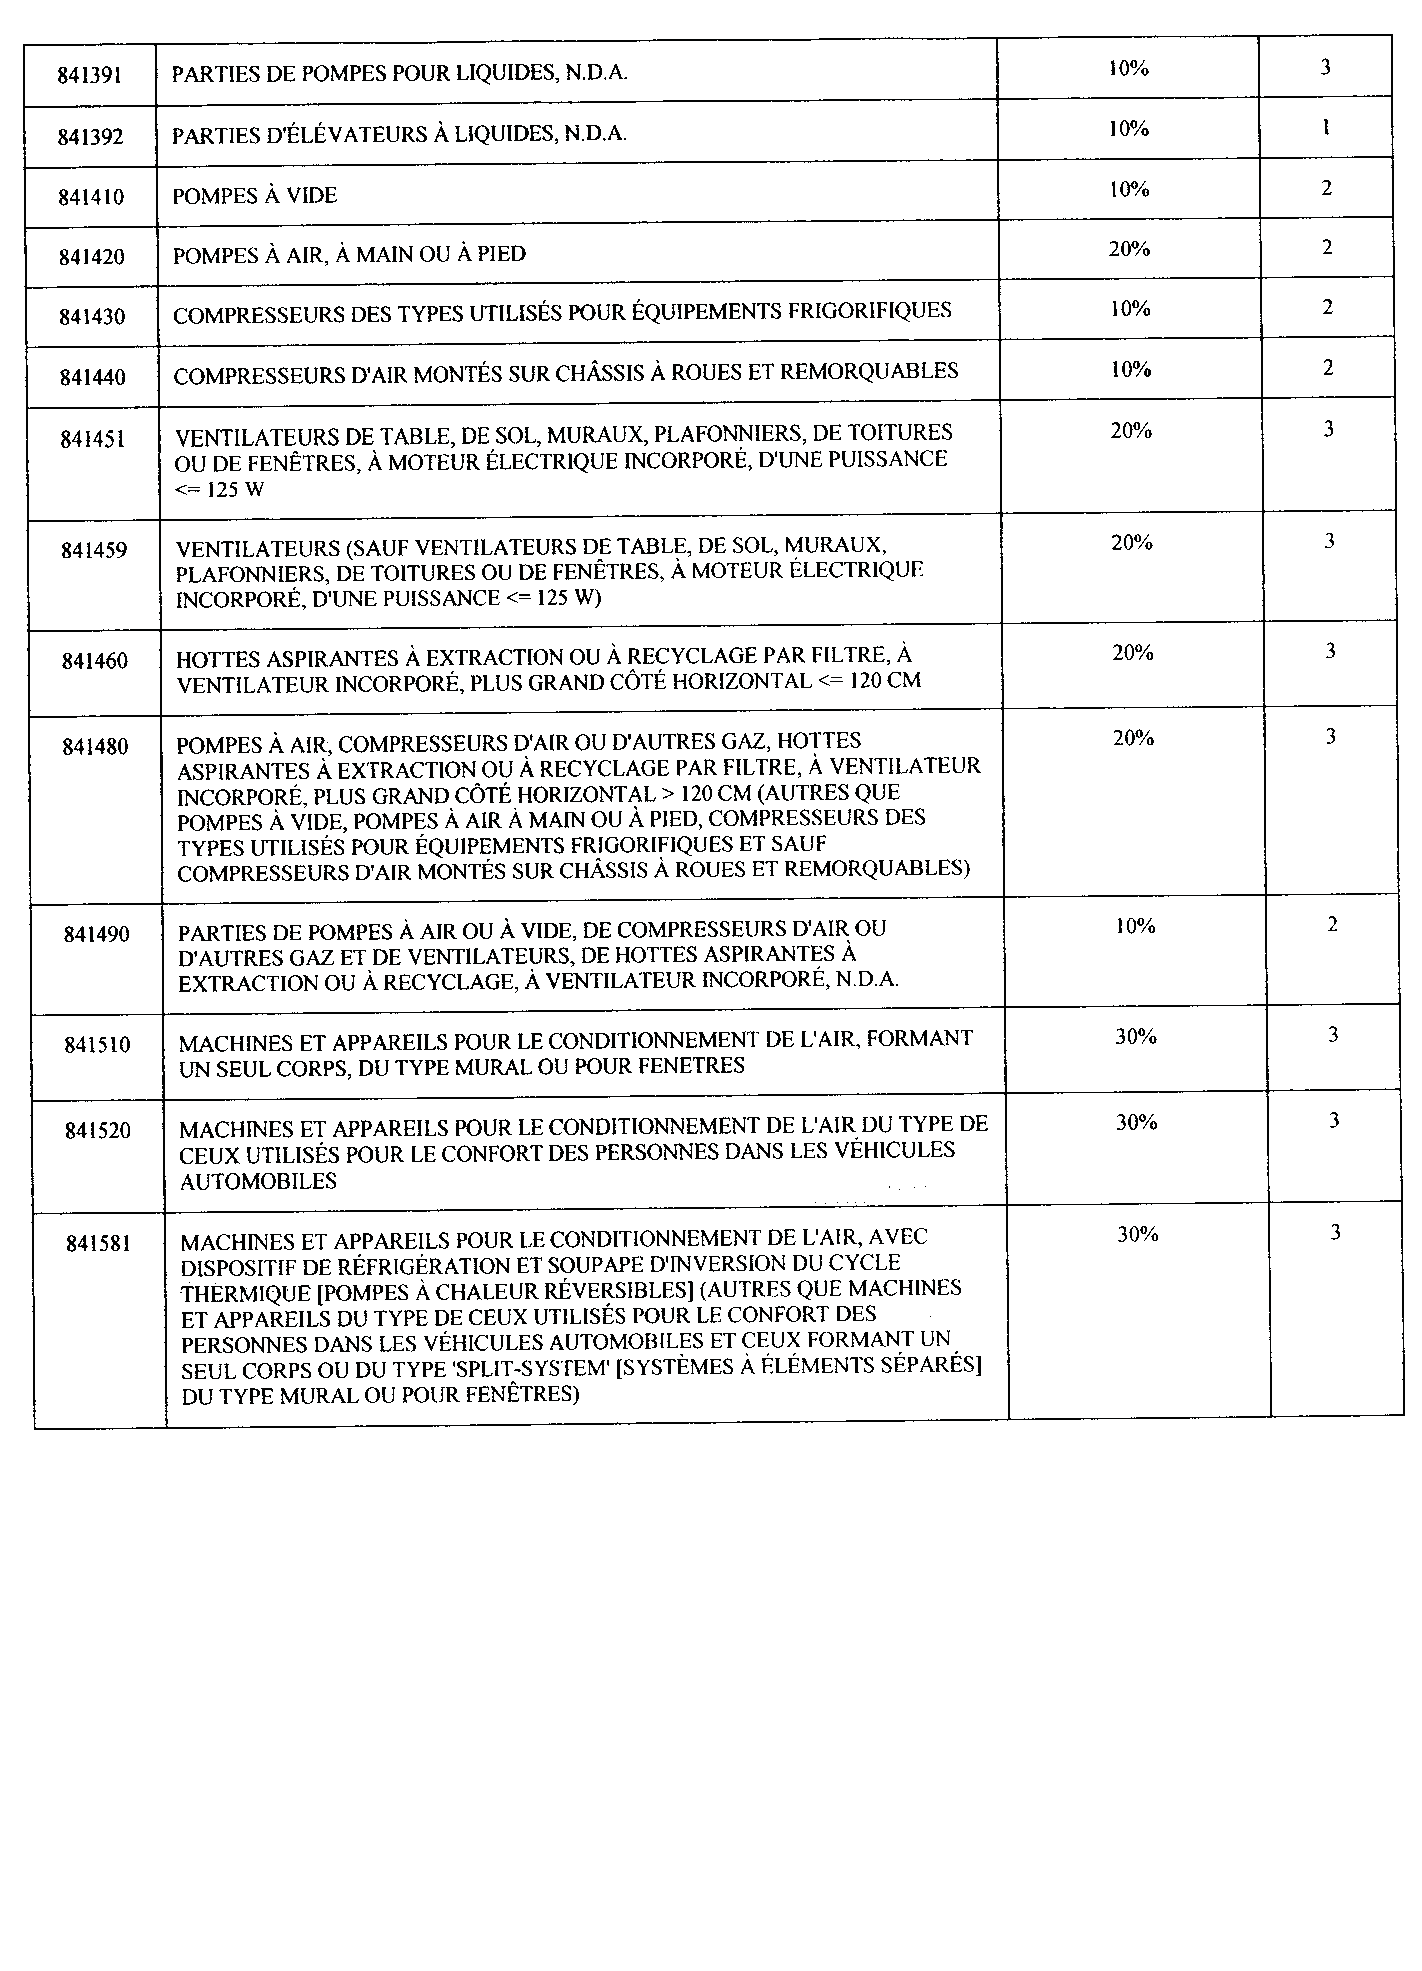 841391 PARTIES DE POMPES POUR LIQUIDES, N.D.A. 10% 3
841392 PARTIES D'ÉLÉVATEURS À LIQUIDES, N.D.A. 10% 1
841410 POMPES À VIDE 10% 2
841420 POMPES À AIR, À MAIN OU À PIED 20% 2
841430 COMPRESSEURS DES TYPES UTILISÉS POUR ÉQUIPEMENTS FRIGORIFIQUES 10% 2
841440 COMPRESSEURS D'AIR MONTÉS SUR CHÂSSIS À ROUES ET REMORQUABLES 10% 2
841451 VENTILATEURS DE TABLE, DE SOL, MURAUX, PLAFONNIERS, DE TOITURES 20% 3
OU DE FENÊTRES, À MOTEUR ÉLECTRIQUE INCORPORÉ, D'UNE PUISSANCE
<= 125 W
841459 VENTILATEURS (SAUF VENTILATEURS DE TABLE, DE SOL, MURAUX, 20% 3
PLAFONNIERS, DE TOITURES OU DE FENÊTRES, À MOTEUR ÉLECTRIQUE
INCORPORÉ, D'UNE PUISSANCE <= 125 W)
841460 HOTTES ASPIRANTES À EXTRACTION OU À RECYCLAGE PAR FILTRE, À 20% 3
VENTILATEUR INCORPORÉ, PLUS GRAND CÔTÉ HORIZONTAL <= 120 CM
841480 POMPES À AIR, COMPRESSEURS D'AIR OU D'AUTRES GAZ, HOTTES 20% 3
ASPIRANTES À EXTRACTION OU À RECYCLAGE PAR FILTRE, À VENTILATEUR
INCORPORÉ, PLUS GRAND CÔTÉ HORIZONTAL > 120 CM (AUTRES QUE
POMPES À VIDE, POMPES À AIR À MAIN OU À PIED, COMPRESSEURS DES
TYPES UTILISÉS POUR ÉQUIPEMENTS FRIGORIFIQUES ET SAUF
COMPRESSEURS D'AIR MONTÉS SUR CHÂSSIS À ROUES ET REMORQUABLES)
841490 PARTIES DE POMPES À AIR OU À VIDE, DE COMPRESSEURS D'AIR OU 10% 2
D'AUTRES GAZ ET DE VENTILATEURS, DE HOTTES ASPIRANTES À
EXTRACTION OU À RECYCLAGE, À VENTILATEUR INCORPORÉ, N.D.A.
841510 MACHINES ET APPAREILS POUR LE CONDITIONNEMENT DE L'AIR, FORMANT 30% 3
UN SEUL CORPS, DU TYPE MURAL OU POUR FENETRES
841520 MACHINES ET APPAREILS POUR LE CONDITIONNEMENT DE L'AIR DU TYPE DE 30% 3
CEUX UTILISÉS POUR LE CONFORT DES PERSONNES DANS LES VÉHICULES
AUTOMOBILES
841581 MACHINES ET APPAREILS POUR LE CONDITIONNEMENT DE L'AIR, AVEC 30% 3
DISPOSITIF DE RÉFRIGÉRATION ET SOUPAPE D'INVERSION DU CYCLE
THERMIQUE [POMPES À CHALEUR RÉVERSIBLES] (AUTRES QUE MACHINES
ET APPAREILS DU TYPE DE CEUX UTILISÉS POUR LE CONFORT DES
PERSONNES DANS LES VÉHICULES AUTOMOBILES ET CEUX FORMANT UN
SEUL CORPS OU DU TYPE 'SPLIT-SYSTEM' [SYSTÈMES À ÉLÉMENTS SÉPARÉS]
DU TYPE MURAL OU POUR FENÊTRES)